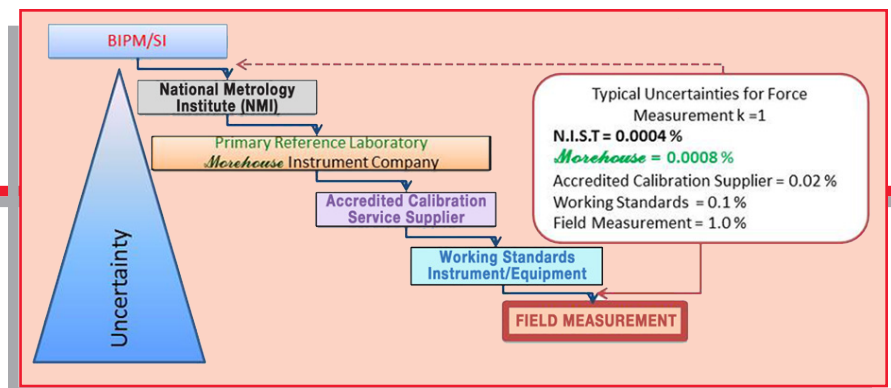 BIPM/SI
National Metrology
Institute (NMI)
Primary Reference Laboratory
Morehouse Instrument Company
Accredited Calibration
Service Supplier
Working Standards
Instrument/Equipment
FIELD MEASUREMENT
Uncertainty
Typical Uncertainties for Force
Measurement k =1
N.I.S.T = 0.0004 %
Morehouse = 0.0008 %
Accredited Calibration Supplier = 0.02 %
Working Standards = 0.1 %
Field Measurement = 1.0 %